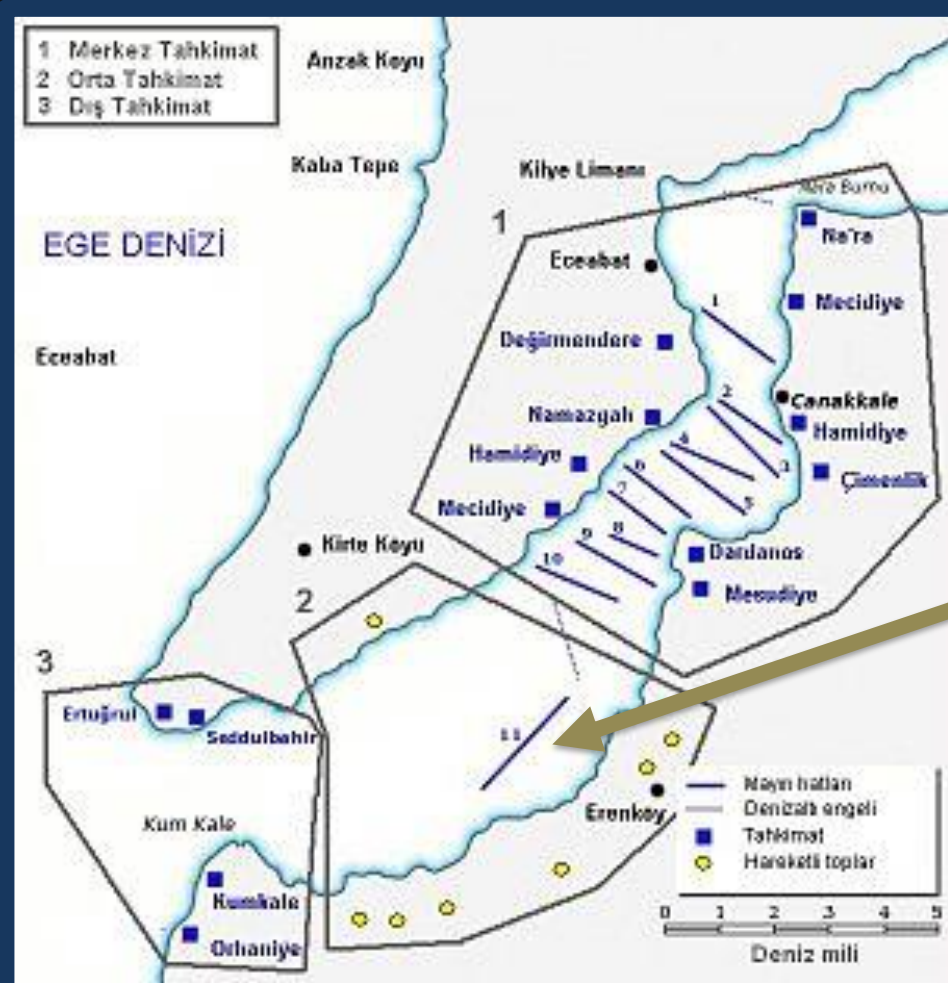 1 Merkez Tahkimat
2 Orta Tahkimat
3 Dış Tahkimat
Anzak Koyu
Kaba Tepe
Kilye Limanı
Nara Burnu
1
EGE DENİZİ
Na'ra
Eceabat
Mecidiye
1
Eceabat
Değirmendere
2
Çanakkale
Namazgah
Hamidiye
4
Hamidiye
6
3
Çimenlik
7
5
Mecidiye
9
8
Kirte Koyu
10
Dardanos
Mesudiye
2
3
Ertuğrul
Seddulbahir
11
Kum Kale
Erenkoy
Mayın hatları
Denizaltı engeli
Tahkimat
Hareketli toplar
Kumkale
Orhaniye
0 1 2 3 4 5
Deniz mili